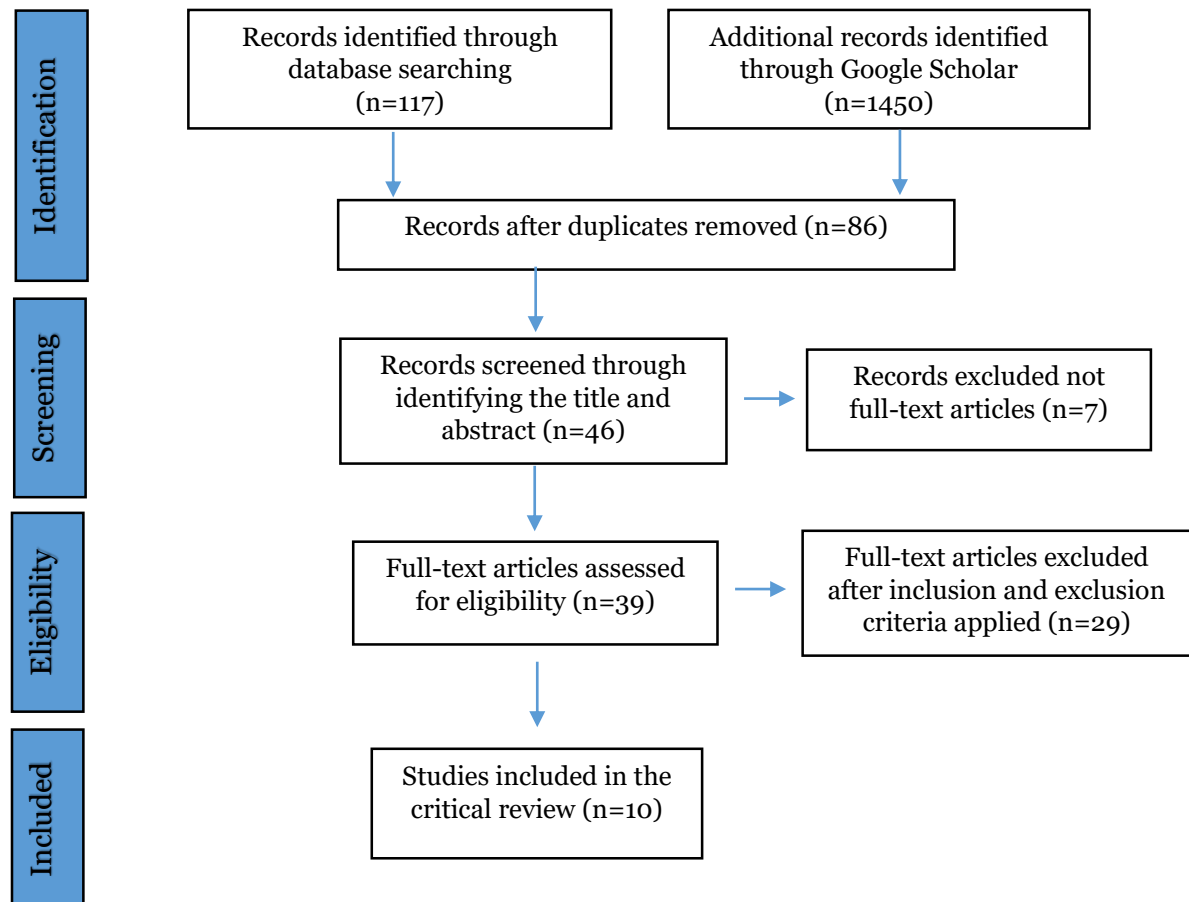 Identification
Records identified through
database searching
(n=117)
Additional records identified
through Google Scholar
(n=1450)
Records after duplicates removed (n=86)
Screening
Records screened through
identifying the title and
abstract (n=46)
Records excluded not
full-text articles (n=7)
Eligibility
Full-text articles assessed
for eligibility (n=39)
Full-text articles excluded
after inclusion and exclusion
criteria applied (n=29)
Included
Studies included in the
critical review (n=10)